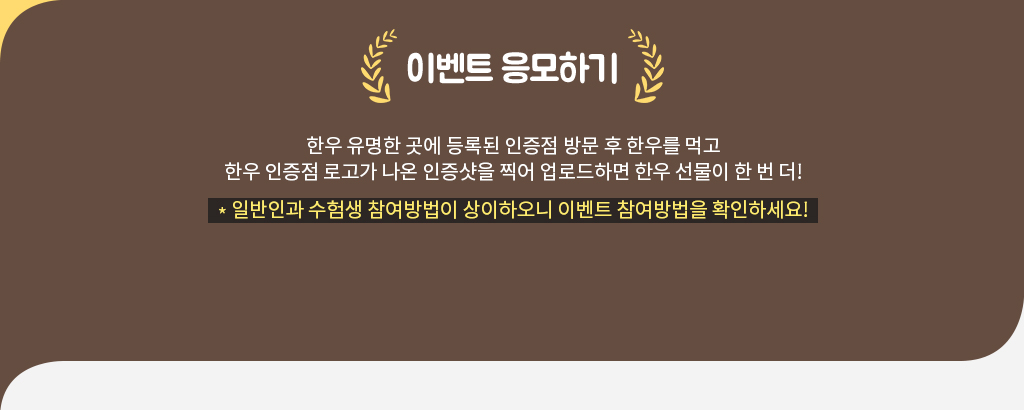 이벤트 응모하기
한우 유명한 곳에 등록된 인증점 방문 후 한우를 먹고
한우 인증점 로고가 나온 인증샷을 찍어 업로드하면 한우 선물이 한 번 더!
* 일반인과 수험생 참여방법이 상이하오니 이벤트 참여방법을 확인하세요!